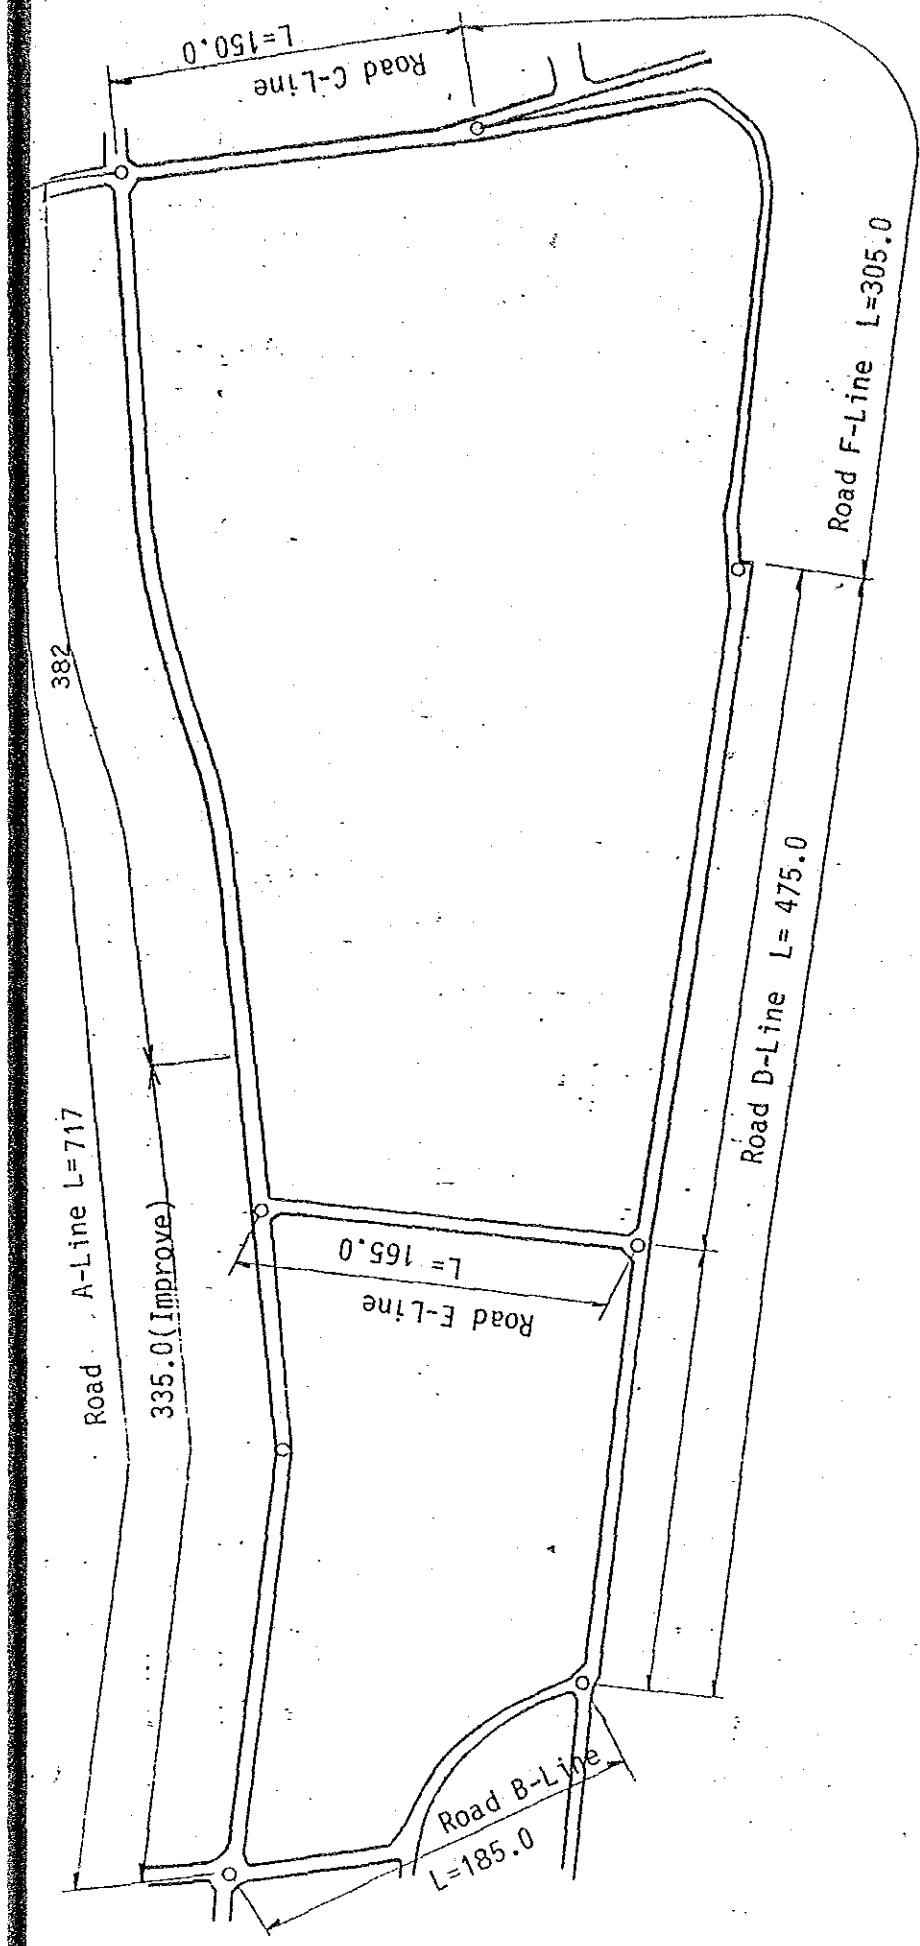 L=150.0
Road C-Line
Road F-Line L=305.0
382
Road A-Line L=717
335.0(Improve)
L= 165.0
Road E-Line
Road D-Line L= 475.0
Road B-Line
L=185.0